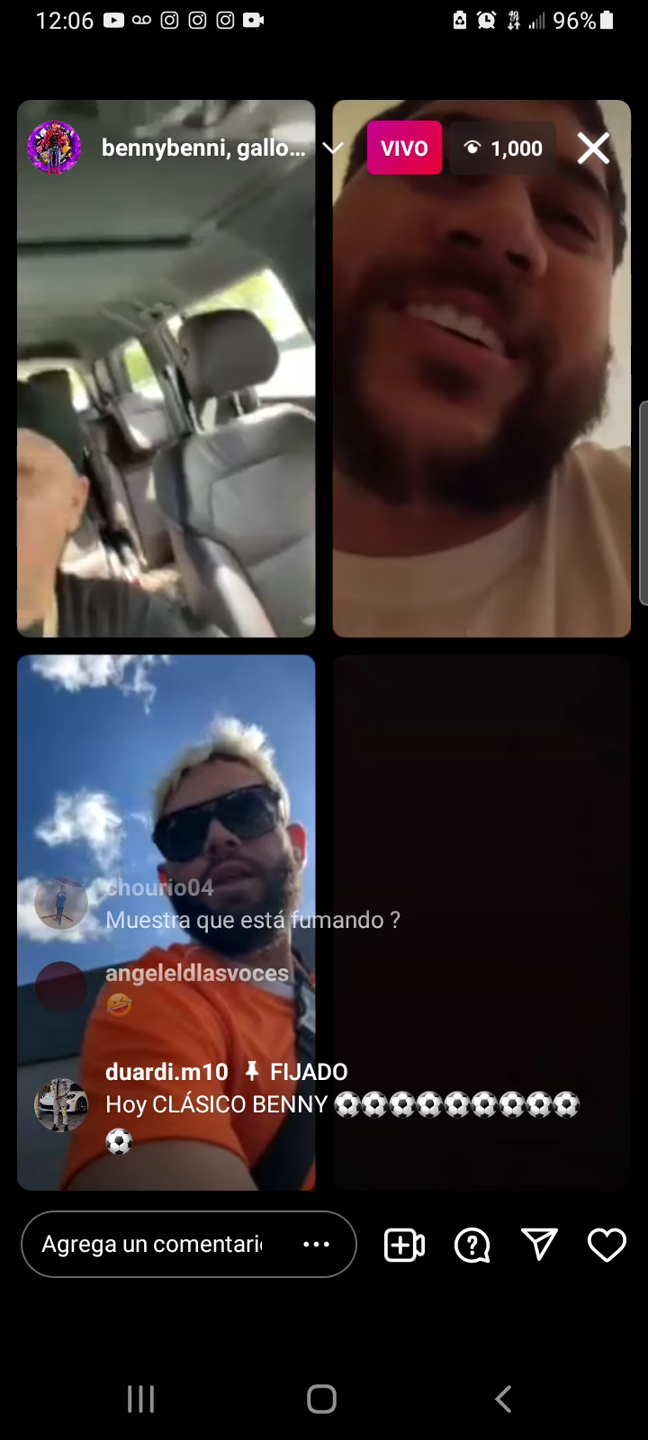 12:06
96%
bennybenni, gallo...
VIVO
1,000
chourio04
Muestra que está fumando ?
angeleldlasvoces
🤣
duardi.m10 📌 FIJADO
Hoy CLÁSICO BENNY ⚽⚽⚽⚽⚽⚽⚽⚽⚽
⚽
Agrega un comentari